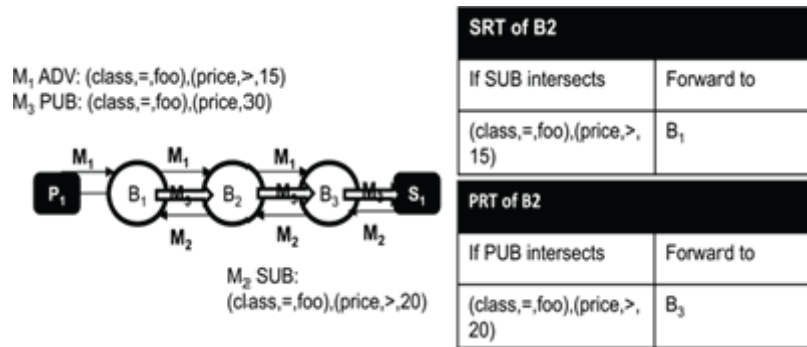 M₁ ADV: (class,=,foo),(price,>,15)
M₃ PUB: (class,=,foo),(price,30)
M₁ M₁ M₁
P₁ B₁ M₃ B₂ M₃ B₃ M₃ S₁
M₂ M₂ M₂
M₂ SUB:
(class,=,foo),(price,>,20)
SRT of B2
If SUB intersects Forward to
(class,=,foo),(price,>, B₁
15)
PRT of B2
If PUB intersects Forward to
(class,=,foo),(price,>, B₃
20)